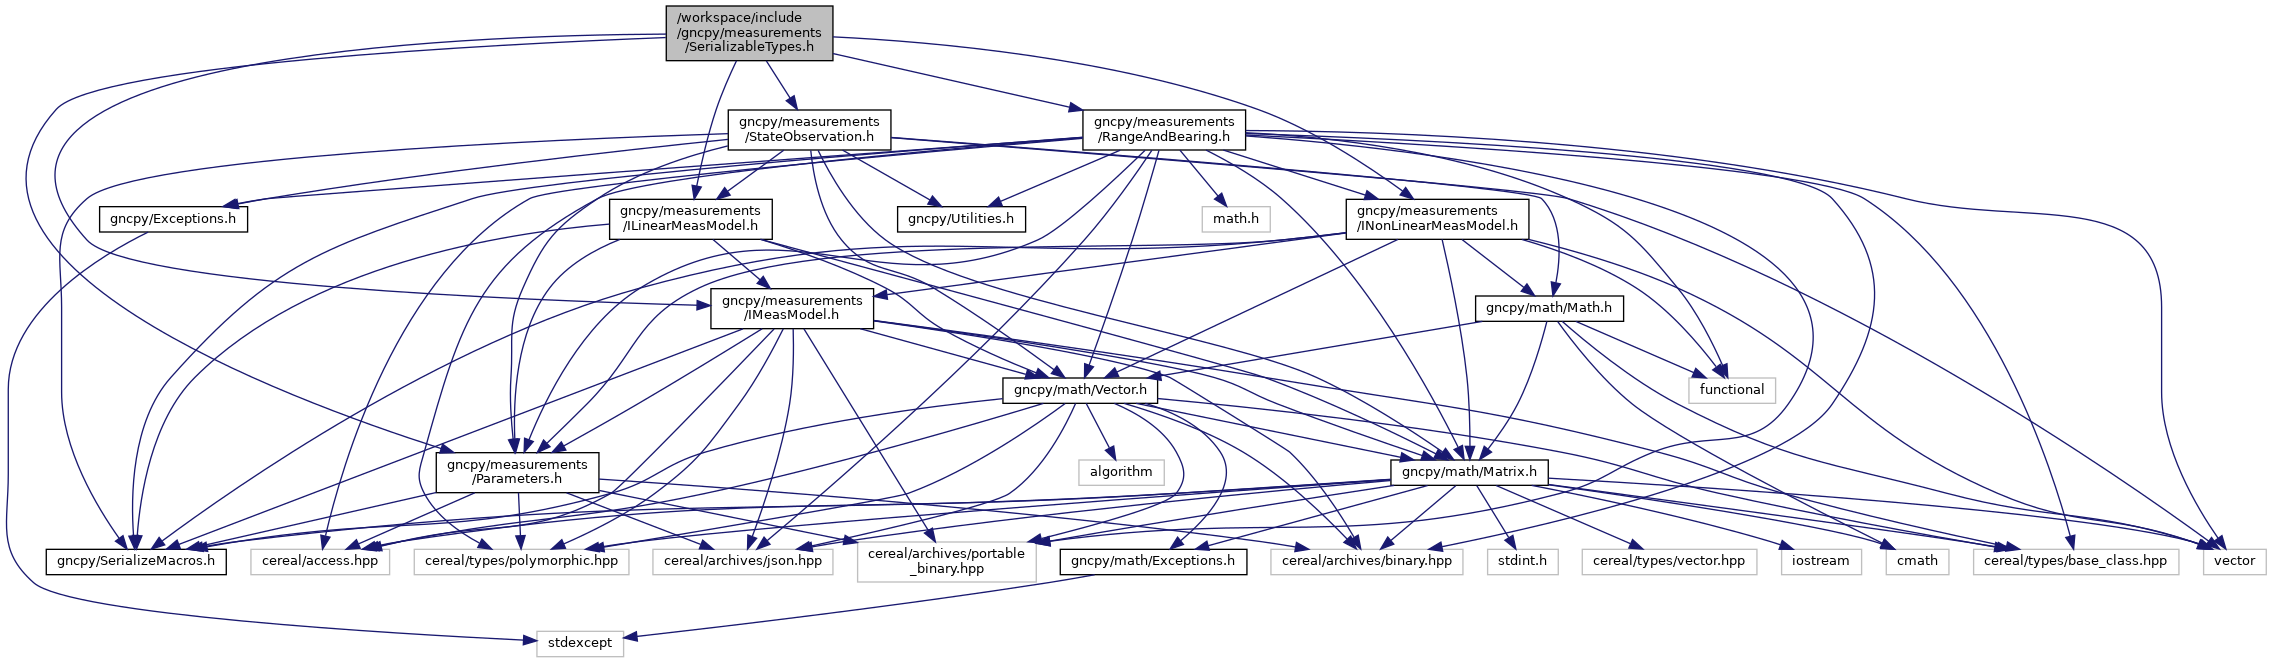 /workspace/include
/gncpy/measurements
/SerializableTypes.h
gncpy/measurements
/StateObservation.h
gncpy/measurements
/RangeAndBearing.h
gncpy/Exceptions.h
gncpy/measurements
/ILinearMeasModel.h
gncpy/Utilities.h
math.h
gncpy/measurements
/INonLinearMeasModel.h
gncpy/measurements
/IMeasModel.h
gncpy/math/Math.h
gncpy/math/Vector.h
functional
gncpy/measurements
/Parameters.h
algorithm
gncpy/math/Matrix.h
gncpy/SerializeMacros.h
cereal/access.hpp
cereal/types/polymorphic.hpp
cereal/archives/json.hpp
cereal/archives/portable
_binary.hpp
gncpy/math/Exceptions.h
cereal/archives/binary.hpp
stdint.h
cereal/types/vector.hpp
iostream
cmath
cereal/types/base_class.hpp
vector
stdexcept